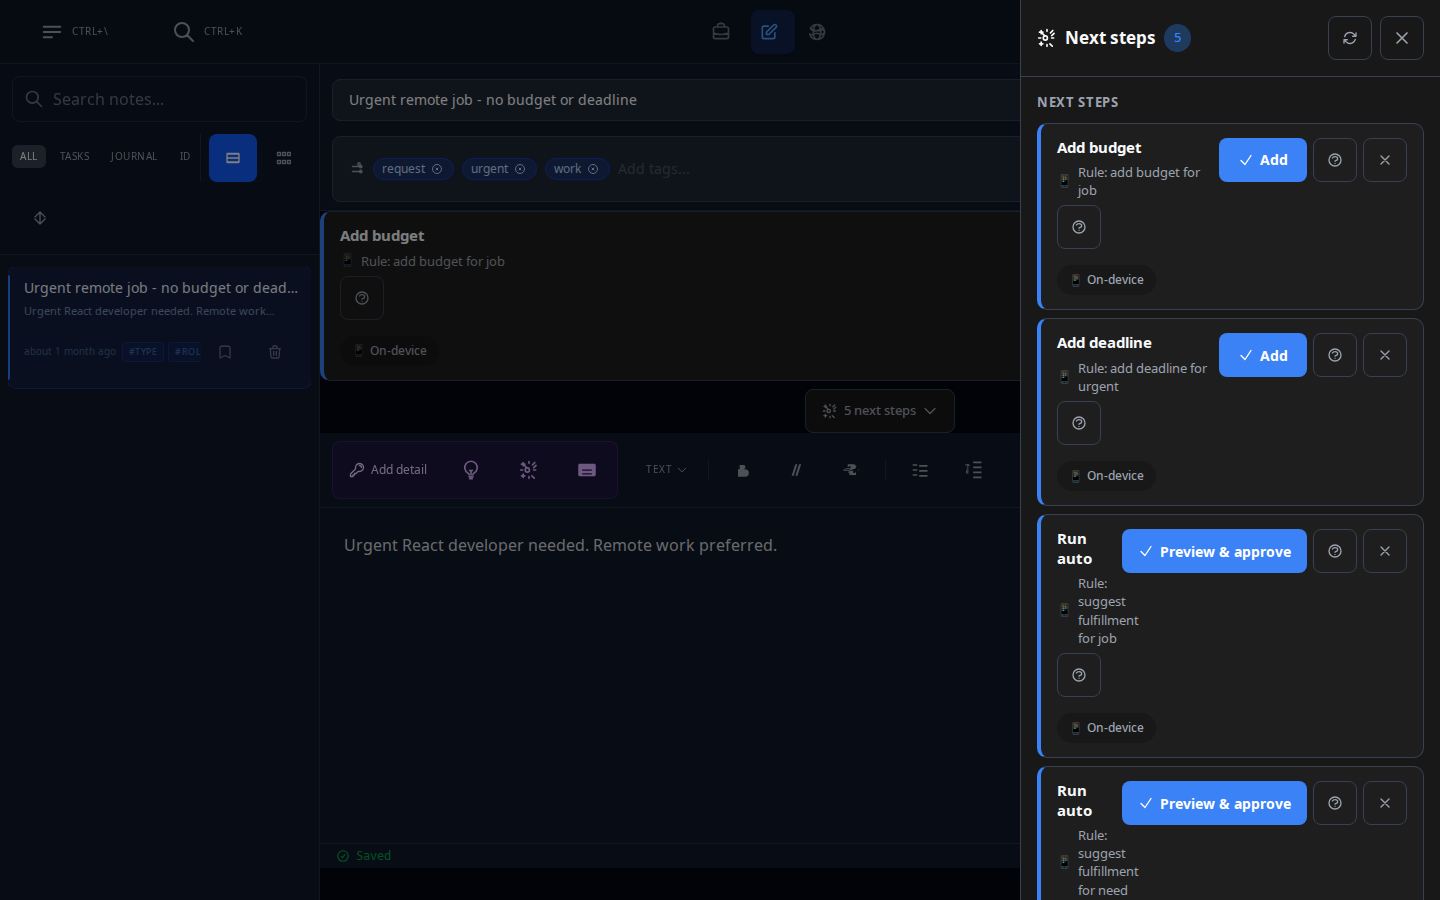 CTRL+\
CTRL+K
Search notes...
ALL TASKS JOURNAL ID
Urgent remote job - no budget or dead...
Urgent React developer needed. Remote work...
about 1 month ago #TYPE #ROL
Urgent remote job - no budget or deadline
request urgent work Add tags...
Add budget
Rule: add budget for job
On-device
5 next steps
Add detail
TEXT
Urgent React developer needed. Remote work preferred.
Saved
Next steps 5
NEXT STEPS
Add budget
Rule: add budget for
job
Add
On-device
Add deadline
Rule: add deadline for
urgent
Add
On-device
Run
auto
Preview & approve
Rule:
suggest
fulfillment
for job
On-device
Run
auto
Preview & approve
Rule:
suggest
fulfillment
for need